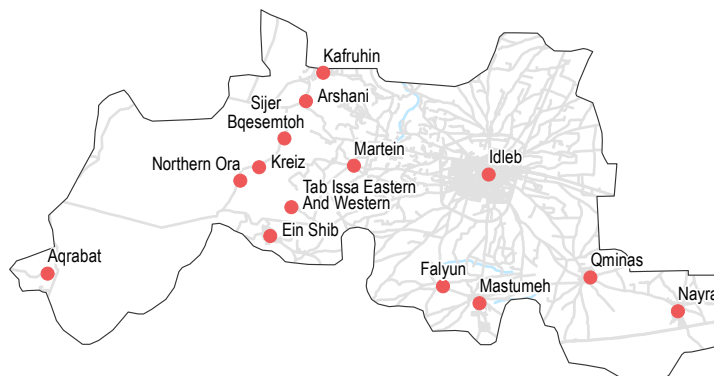 Kafruhin
Arshani
Sijer
Bqesemtoh
Martein
Idleb
Northern Ora
Kreiz
Tab Issa Eastern
And Western
Ein Shib
Aqrabat
Falyun
Mastumeh
Qminas
Nayra